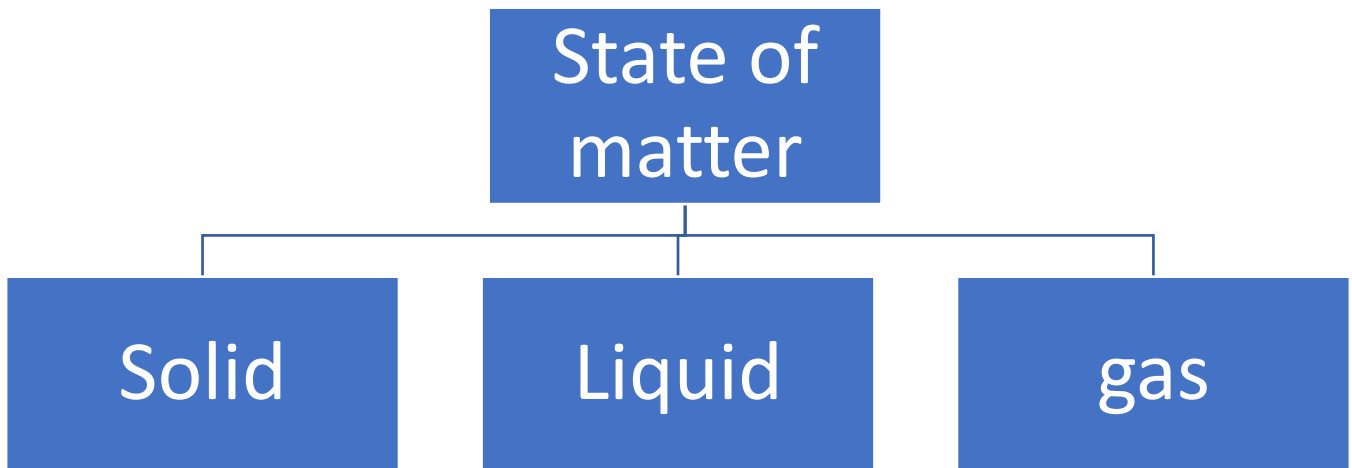 State of
matter
Solid
Liquid
gas